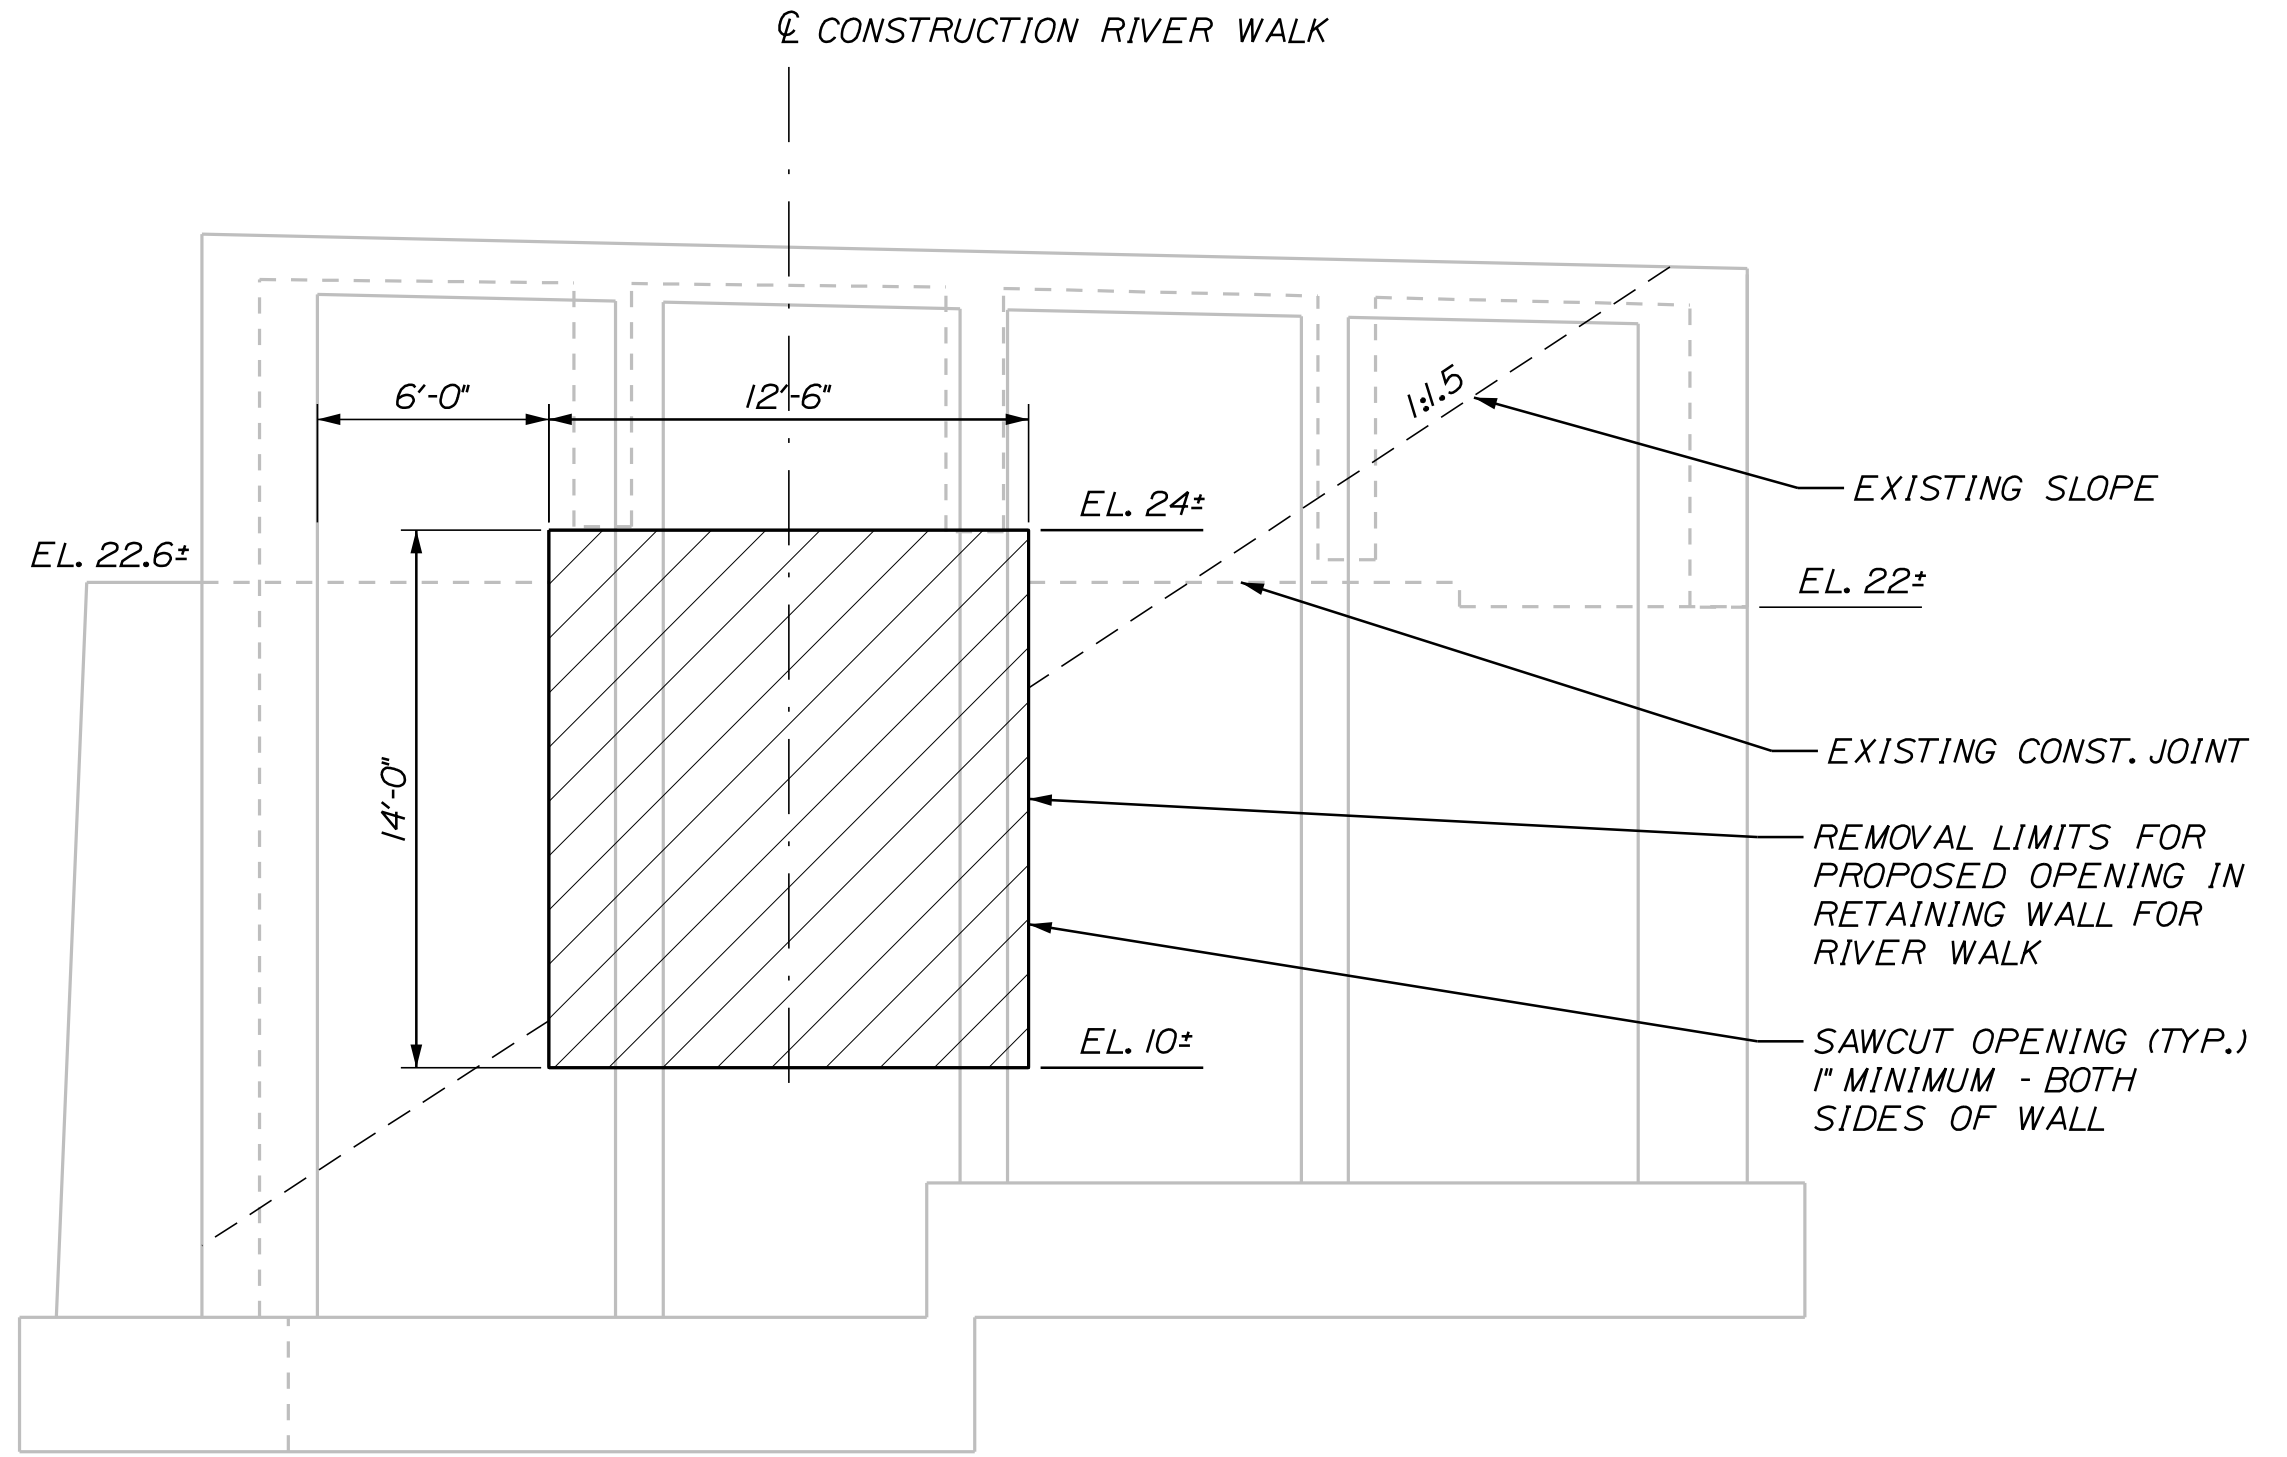 ℄ CONSTRUCTION RIVER WALK
6'-0"
12'-6"
1:1.5
EXISTING SLOPE
EL. 24±
EL. 22.6±
EL. 22±
14'-0"
EXISTING CONST. JOINT
REMOVAL LIMITS FOR
PROPOSED OPENING IN
RETAINING WALL FOR
RIVER WALK
EL. 10±
SAWCUT OPENING (TYP.)
1" MINIMUM - BOTH
SIDES OF WALL